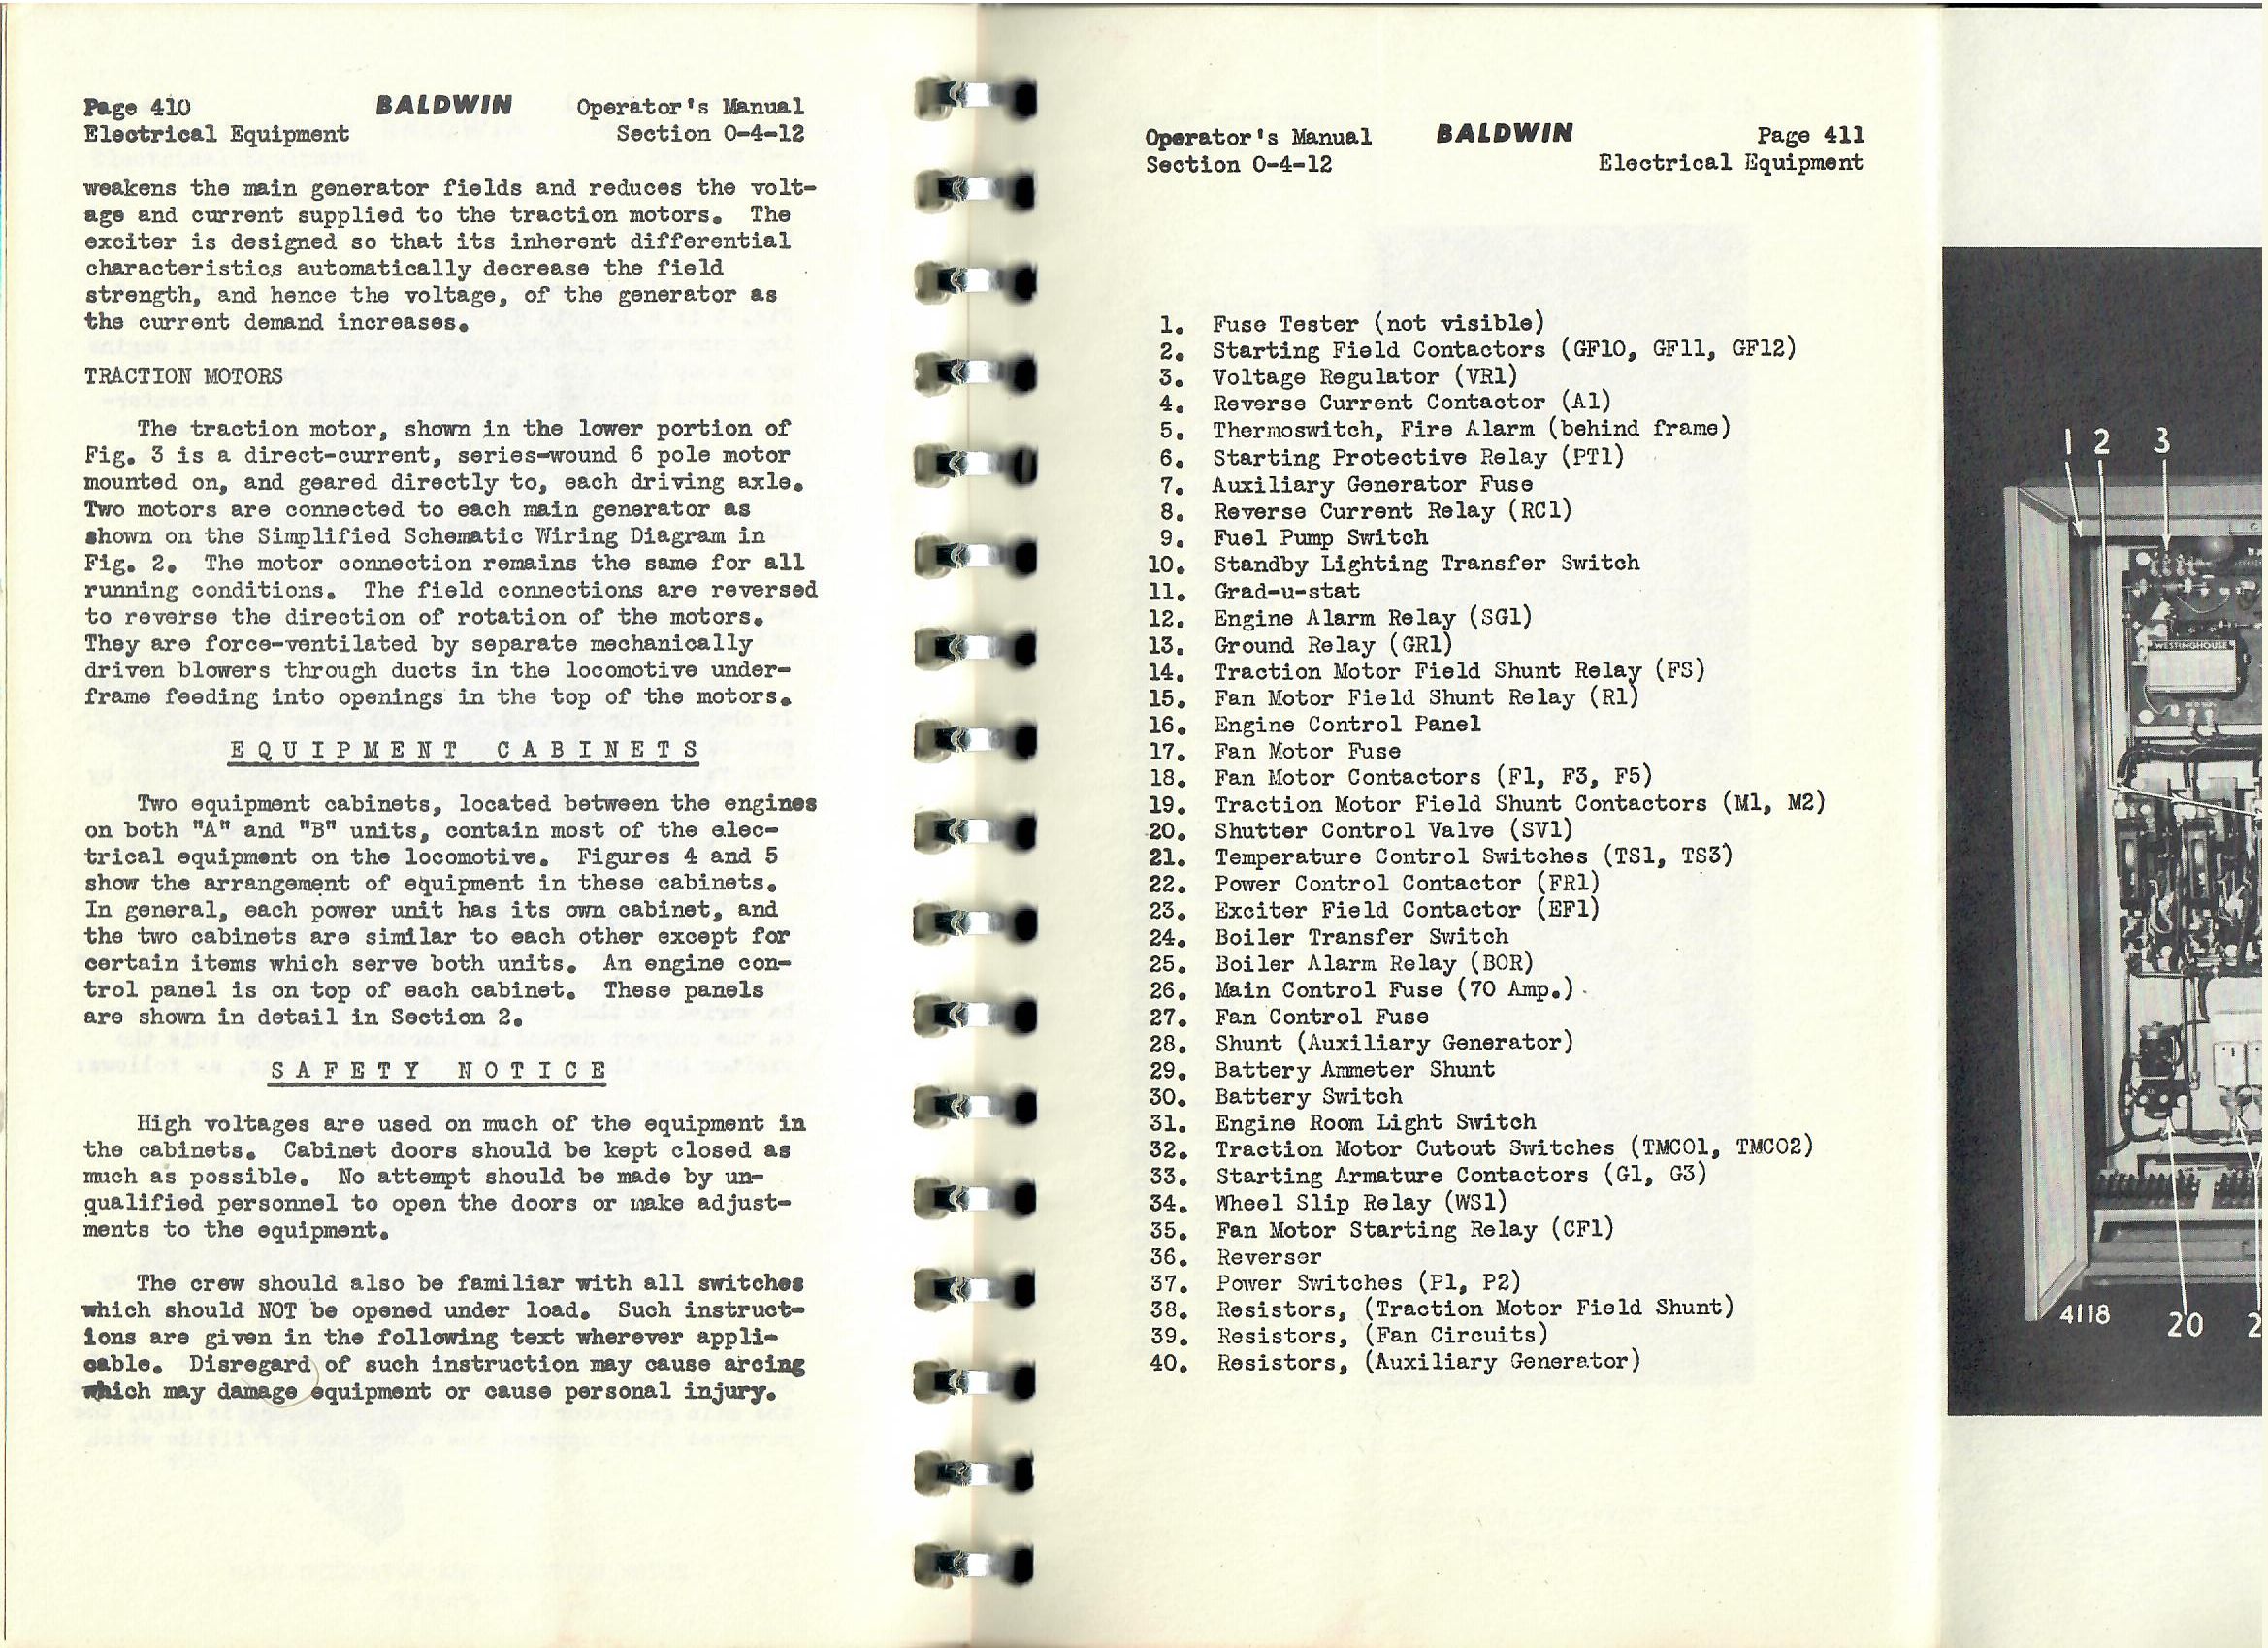 Page 410 BALDWIN Operator's Manual
Electrical Equipment Section 0-4-12
weakens the main generator fields and reduces the volt-
age and current supplied to the traction motors. The
exciter is designed so that its inherent differential
characteristics automatically decrease the field
strength, and hence the voltage, of the generator as
the current demand increases.
TRACTION MOTORS
The traction motor, shown in the lower portion of
Fig. 3 is a direct-current, series-wound 6 pole motor
mounted on, and geared directly to, each driving axle.
Two motors are connected to each main generator as
shown on the Simplified Schematic Wiring Diagram in
Fig. 2. The motor connection remains the same for all
running conditions. The field connections are reversed
to reverse the direction of rotation of the motors.
They are force-ventilated by separate mechanically
driven blowers through ducts in the locomotive under-
frame feeding into openings in the top of the motors.
EQUIPMENT CABINETS
Two equipment cabinets, located between the engines
on both "A" and "B" units, contain most of the elec-
trical equipment on the locomotive. Figures 4 and 5
show the arrangement of equipment in these cabinets.
In general, each power unit has its own cabinet, and
the two cabinets are similar to each other except for
certain items which serve both units. An engine con-
trol panel is on top of each cabinet. These panels
are shown in detail in Section 2.
SAFETY NOTICE
High voltages are used on much of the equipment in
the cabinets. Cabinet doors should be kept closed as
much as possible. No attempt should be made by un-
qualified personnel to open the doors or make adjust-
ments to the equipment.
The crew should also be familiar with all switches
which should NOT be opened under load. Such instruct-
ions are given in the following text wherever appli-
cable. Disregard of such instruction may cause arcing
which may damage equipment or cause personal injury.
Operator's Manual BALDWIN Page 411
Section 0-4-12 Electrical Equipment
1. Fuse Tester (not visible)
2. Starting Field Contactors (GF10, GF11, GF12)
3. Voltage Regulator (VR1)
4. Reverse Current Contactor (A1)
5. Thermoswitch, Fire Alarm (behind frame)
6. Starting Protective Relay (PT1)
7. Auxiliary Generator Fuse
8. Reverse Current Relay (RC1)
9. Fuel Pump Switch
10. Standby Lighting Transfer Switch
11. Grad-u-stat
12. Engine Alarm Relay (SG1)
13. Ground Relay (GR1)
14. Traction Motor Field Shunt Relay (FS)
15. Fan Motor Field Shunt Relay (R1)
16. Engine Control Panel
17. Fan Motor Fuse
18. Fan Motor Contactors (F1, F3, F5)
19. Traction Motor Field Shunt Contactors (M1, M2)
20. Shutter Control Valve (SV1)
21. Temperature Control Switches (TS1, TS3)
22. Power Control Contactor (FR1)
23. Exciter Field Contactor (EF1)
24. Boiler Transfer Switch
25. Boiler Alarm Relay (BOR)
26. Main Control Fuse (70 Amp.)
27. Fan Control Fuse
28. Shunt (Auxiliary Generator)
29. Battery Ammeter Shunt
30. Battery Switch
31. Engine Room Light Switch
32. Traction Motor Cutout Switches (TMCO1, TMCO2)
33. Starting Armature Contactors (G1, G3)
34. Wheel Slip Relay (WS1)
35. Fan Motor Starting Relay (CF1)
36. Reverser
37. Power Switches (P1, P2)
38. Resistors, (Traction Motor Field Shunt)
39. Resistors, (Fan Circuits)
40. Resistors, (Auxiliary Generator)
1 2 3
WESTINGHOUSE
4118
20 2